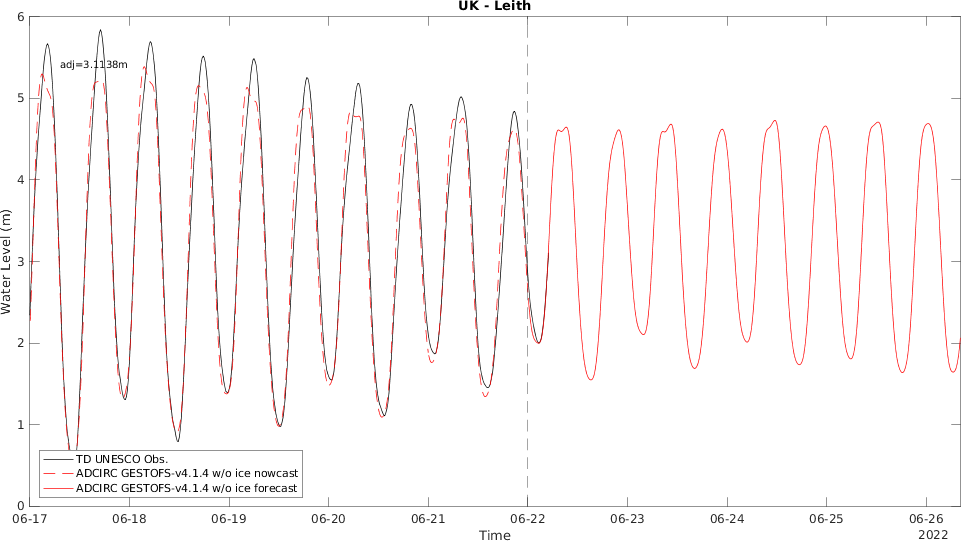 UK - Leith
6
adj=3.1138m
5
4
3
2
1
0
Water Level (m)
TD UNESCO Obs.
ADCIRC GESTOFS-v4.1.4 w/o ice nowcast
ADCIRC GESTOFS-v4.1.4 w/o ice forecast
06-17 06-18 06-19 06-20 06-21 06-22 06-23 06-24 06-25 06-26
Time
2022